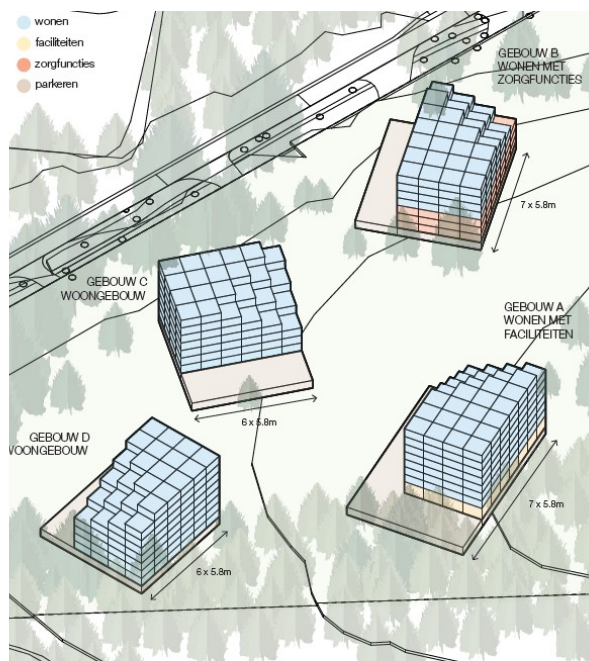 wonen
faciliteiten
zorgfuncties
parkeren
GEBOUW B
WONEN MET
ZORGFUNCTIES
7 x 5.8m
GEBOUW C
WOONGEBOUW
6 x 5.8m
GEBOUW A
WONEN MET
FACILITEITEN
7 x 5.8m
GEBOUW D
WOONGEBOUW
6 x 5.8m